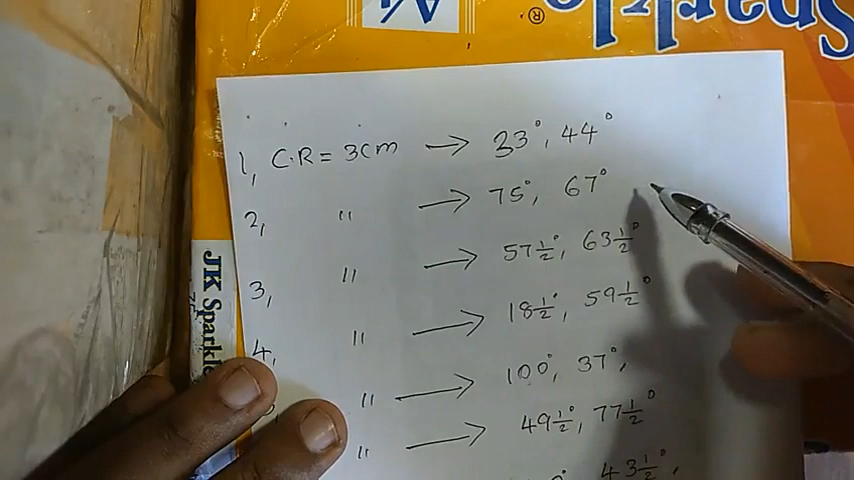 Sparkle ®
JK Sparkle
1, C.R = 3cm → 33°, 44°
2, " → 75°, 67°
3, " → 57½°, 63½°
4, " → 18½°, 59½°
" → 100°, 37°,
" → 49½°, 77½°
43½°,